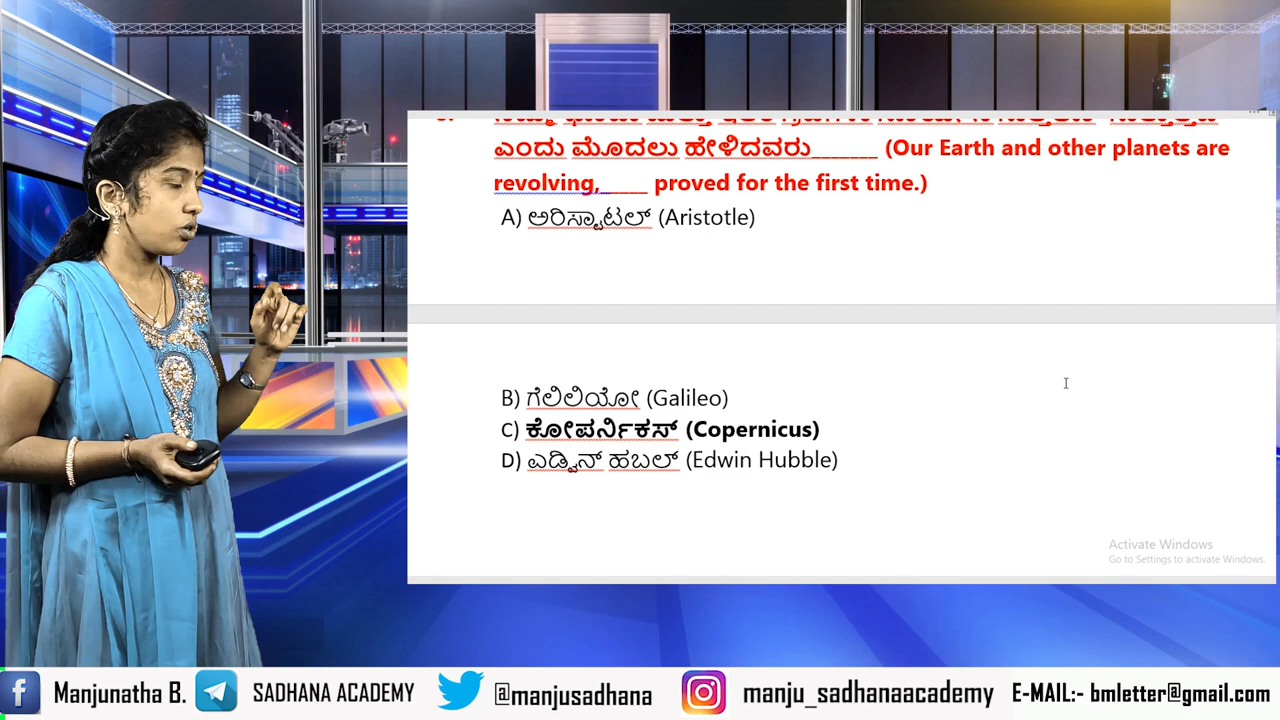 ಎಂದು ಮೊದಲು ಹೇಳಿದವರು_______ (Our Earth and other planets are
revolving,_____ proved for the first time.)
A) ಅರಿಸ್ಟಾಟಲ್ (Aristotle)
B) ಗೆಲಿಲಿಯೋ (Galileo)
C) ಕೋಪರ್ನಿಕಸ್ (Copernicus)
D) ಎಡ್ವಿನ್ ಹಬಲ್ (Edwin Hubble)
Activate Windows
Go to Settings to activate Windows.
Manjunatha B. SADHANA ACADEMY @manjusadhana manju_sadhanaacademy E-MAIL:- bmletter@gmail.com